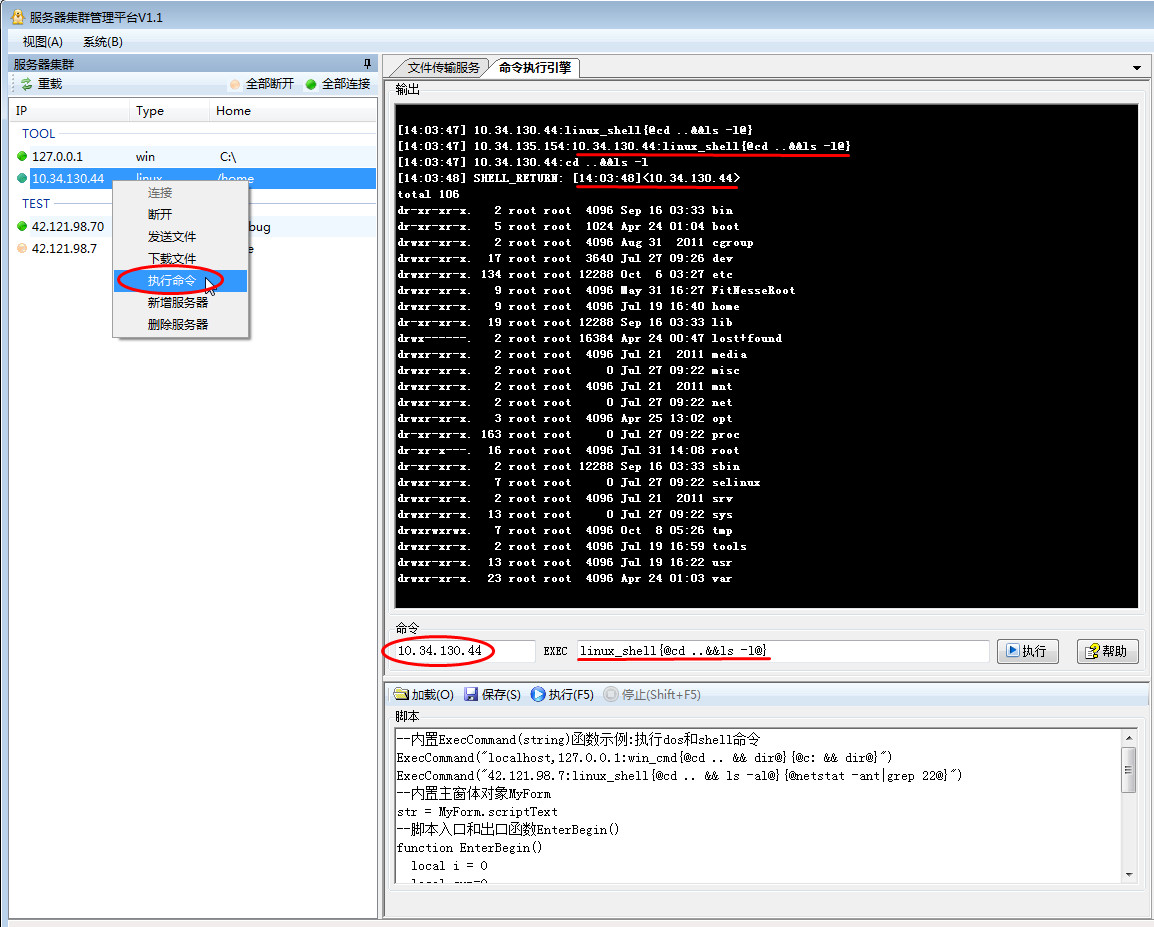 服务器集群管理平台V1.1
视图(A) 系统(B)
服务器集群
重载 全部断开 全部连接
IP Type Home
TOOL
127.0.0.1 win C:\
10.34.130.44 linux /home
TEST
42.121.98.70 bug
42.121.98.7 e
连接
断开
发送文件
下载文件
执行命令
新增服务器
删除服务器
文件传输服务 命令执行引擎
输出
[14:03:47] 10.34.130.44:linux_shell{@cd ..&&ls -l@}
[14:03:47] 10.34.135.154:10.34.130.44:linux_shell{@cd ..&&ls -l@}
[14:03:47] 10.34.130.44:cd ..&&ls -l
[14:03:48] SHELL_RETURN: [14:03:48]<10.34.130.44>
total 106
dr-xr-xr-x. 2 root root 4096 Sep 16 03:33 bin
dr-xr-xr-x. 5 root root 1024 Apr 24 01:04 boot
drwxr-xr-x. 2 root root 4096 Aug 31 2011 cgroup
drwxr-xr-x. 17 root root 3640 Jul 27 09:26 dev
drwxr-xr-x. 134 root root 12288 Oct 6 03:27 etc
drwxr-xr-x. 9 root root 4096 May 31 16:27 FitNesseRoot
drwxr-xr-x. 9 root root 4096 Jul 19 16:40 home
dr-xr-xr-x. 19 root root 12288 Sep 16 03:33 lib
drwx------. 2 root root 16384 Apr 24 00:47 lost+found
drwxr-xr-x. 2 root root 4096 Jul 21 2011 media
drwxr-xr-x. 2 root root 0 Jul 27 09:22 misc
drwxr-xr-x. 2 root root 4096 Jul 21 2011 mnt
drwxr-xr-x. 2 root root 0 Jul 27 09:22 net
drwxr-xr-x. 3 root root 4096 Apr 25 13:02 opt
dr-xr-xr-x. 163 root root 0 Jul 27 09:22 proc
dr-xr-x---. 16 root root 4096 Jul 31 14:08 root
dr-xr-xr-x. 2 root root 12288 Sep 16 03:33 sbin
drwxr-xr-x. 7 root root 0 Jul 27 09:22 selinux
drwxr-xr-x. 2 root root 4096 Jul 21 2011 srv
drwxr-xr-x. 13 root root 0 Jul 27 09:22 sys
drwxrwxrwx. 7 root root 4096 Oct 8 05:26 tmp
drwxr-xr-x. 2 root root 4096 Jul 19 16:59 tools
drwxr-xr-x. 13 root root 4096 Jul 19 16:22 usr
drwxr-xr-x. 23 root root 4096 Apr 24 01:03 var
命令
10.34.130.44 EXEC linux_shell{@cd ..&&ls -l@} 执行 帮助
加载(O) 保存(S) 执行(F5) 停止(Shift+F5)
脚本
--内置ExecCommand(string)函数示例:执行dos和shell命令
ExecCommand("localhost,127.0.0.1:win_cmd{@cd .. && dir@}{@c: && dir@}")
ExecCommand("42.121.98.7:linux_shell{@cd .. && ls -al@}{@netstat -ant|grep 22@}")
--内置主窗体对象MyForm
str = MyForm.scriptText
--脚本入口和出口函数EnterBegin()
function EnterBegin()
local i = 0